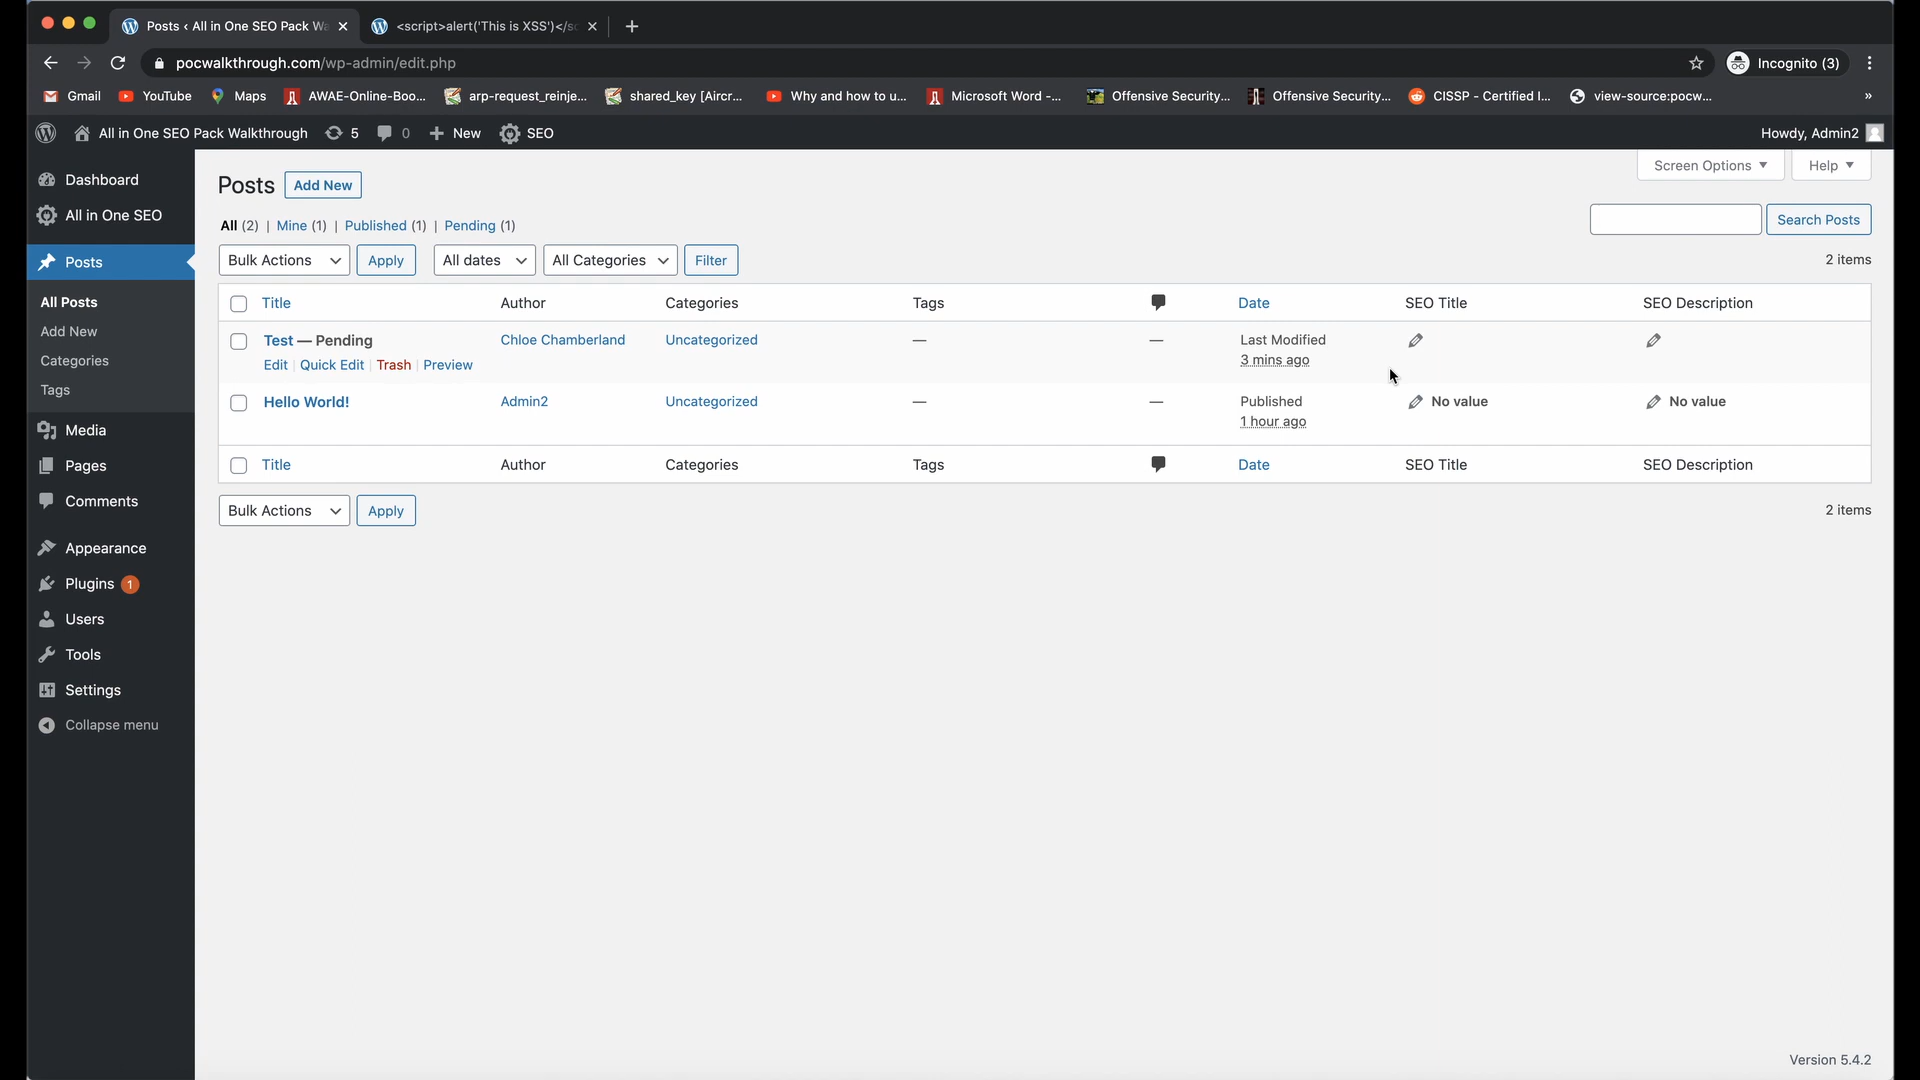 Posts ‹ All in One SEO Pack Wa
<script>alert('This is XSS')</sc
pocwalkthrough.com/wp-admin/edit.php
Incognito (3)
Gmail
YouTube
Maps
AWAE-Online-Boo...
arp-request_reinje...
shared_key [Aircr...
Why and how to u...
Microsoft Word -...
Offensive Security...
Offensive Security...
CISSP - Certified I...
view-source:pocw...
»
All in One SEO Pack Walkthrough
5
0
New
SEO
Howdy, Admin2
Dashboard
All in One SEO
Posts
All Posts
Add New
Categories
Tags
Media
Pages
Comments
Appearance
Plugins 1
Users
Tools
Settings
Collapse menu
Screen Options
Help
Posts
Add New
All (2) | Mine (1) | Published (1) | Pending (1)
Search Posts
Bulk Actions
Apply
All dates
All Categories
Filter
2 items
Title Author Categories Tags Date SEO Title SEO Description
Test — Pending Chloe Chamberland Uncategorized — — Last Modified
Edit | Quick Edit | Trash | Preview 3 mins ago
Hello World! Admin2 Uncategorized — — Published No value No value
1 hour ago
Title Author Categories Tags Date SEO Title SEO Description
Bulk Actions
Apply
2 items
Version 5.4.2